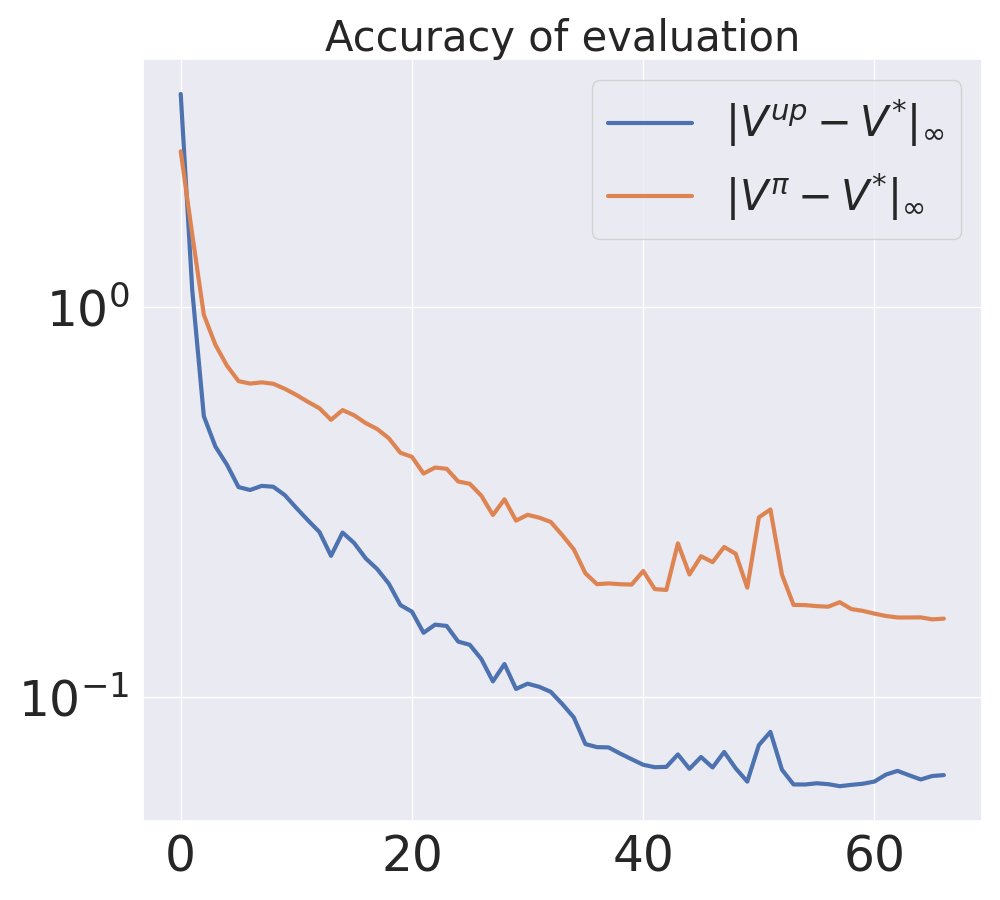 Accuracy of evaluation
|V^{up} − V^*|_∞
|V^π − V^*|_∞
10^0
10^{−1}
0 20 40 60